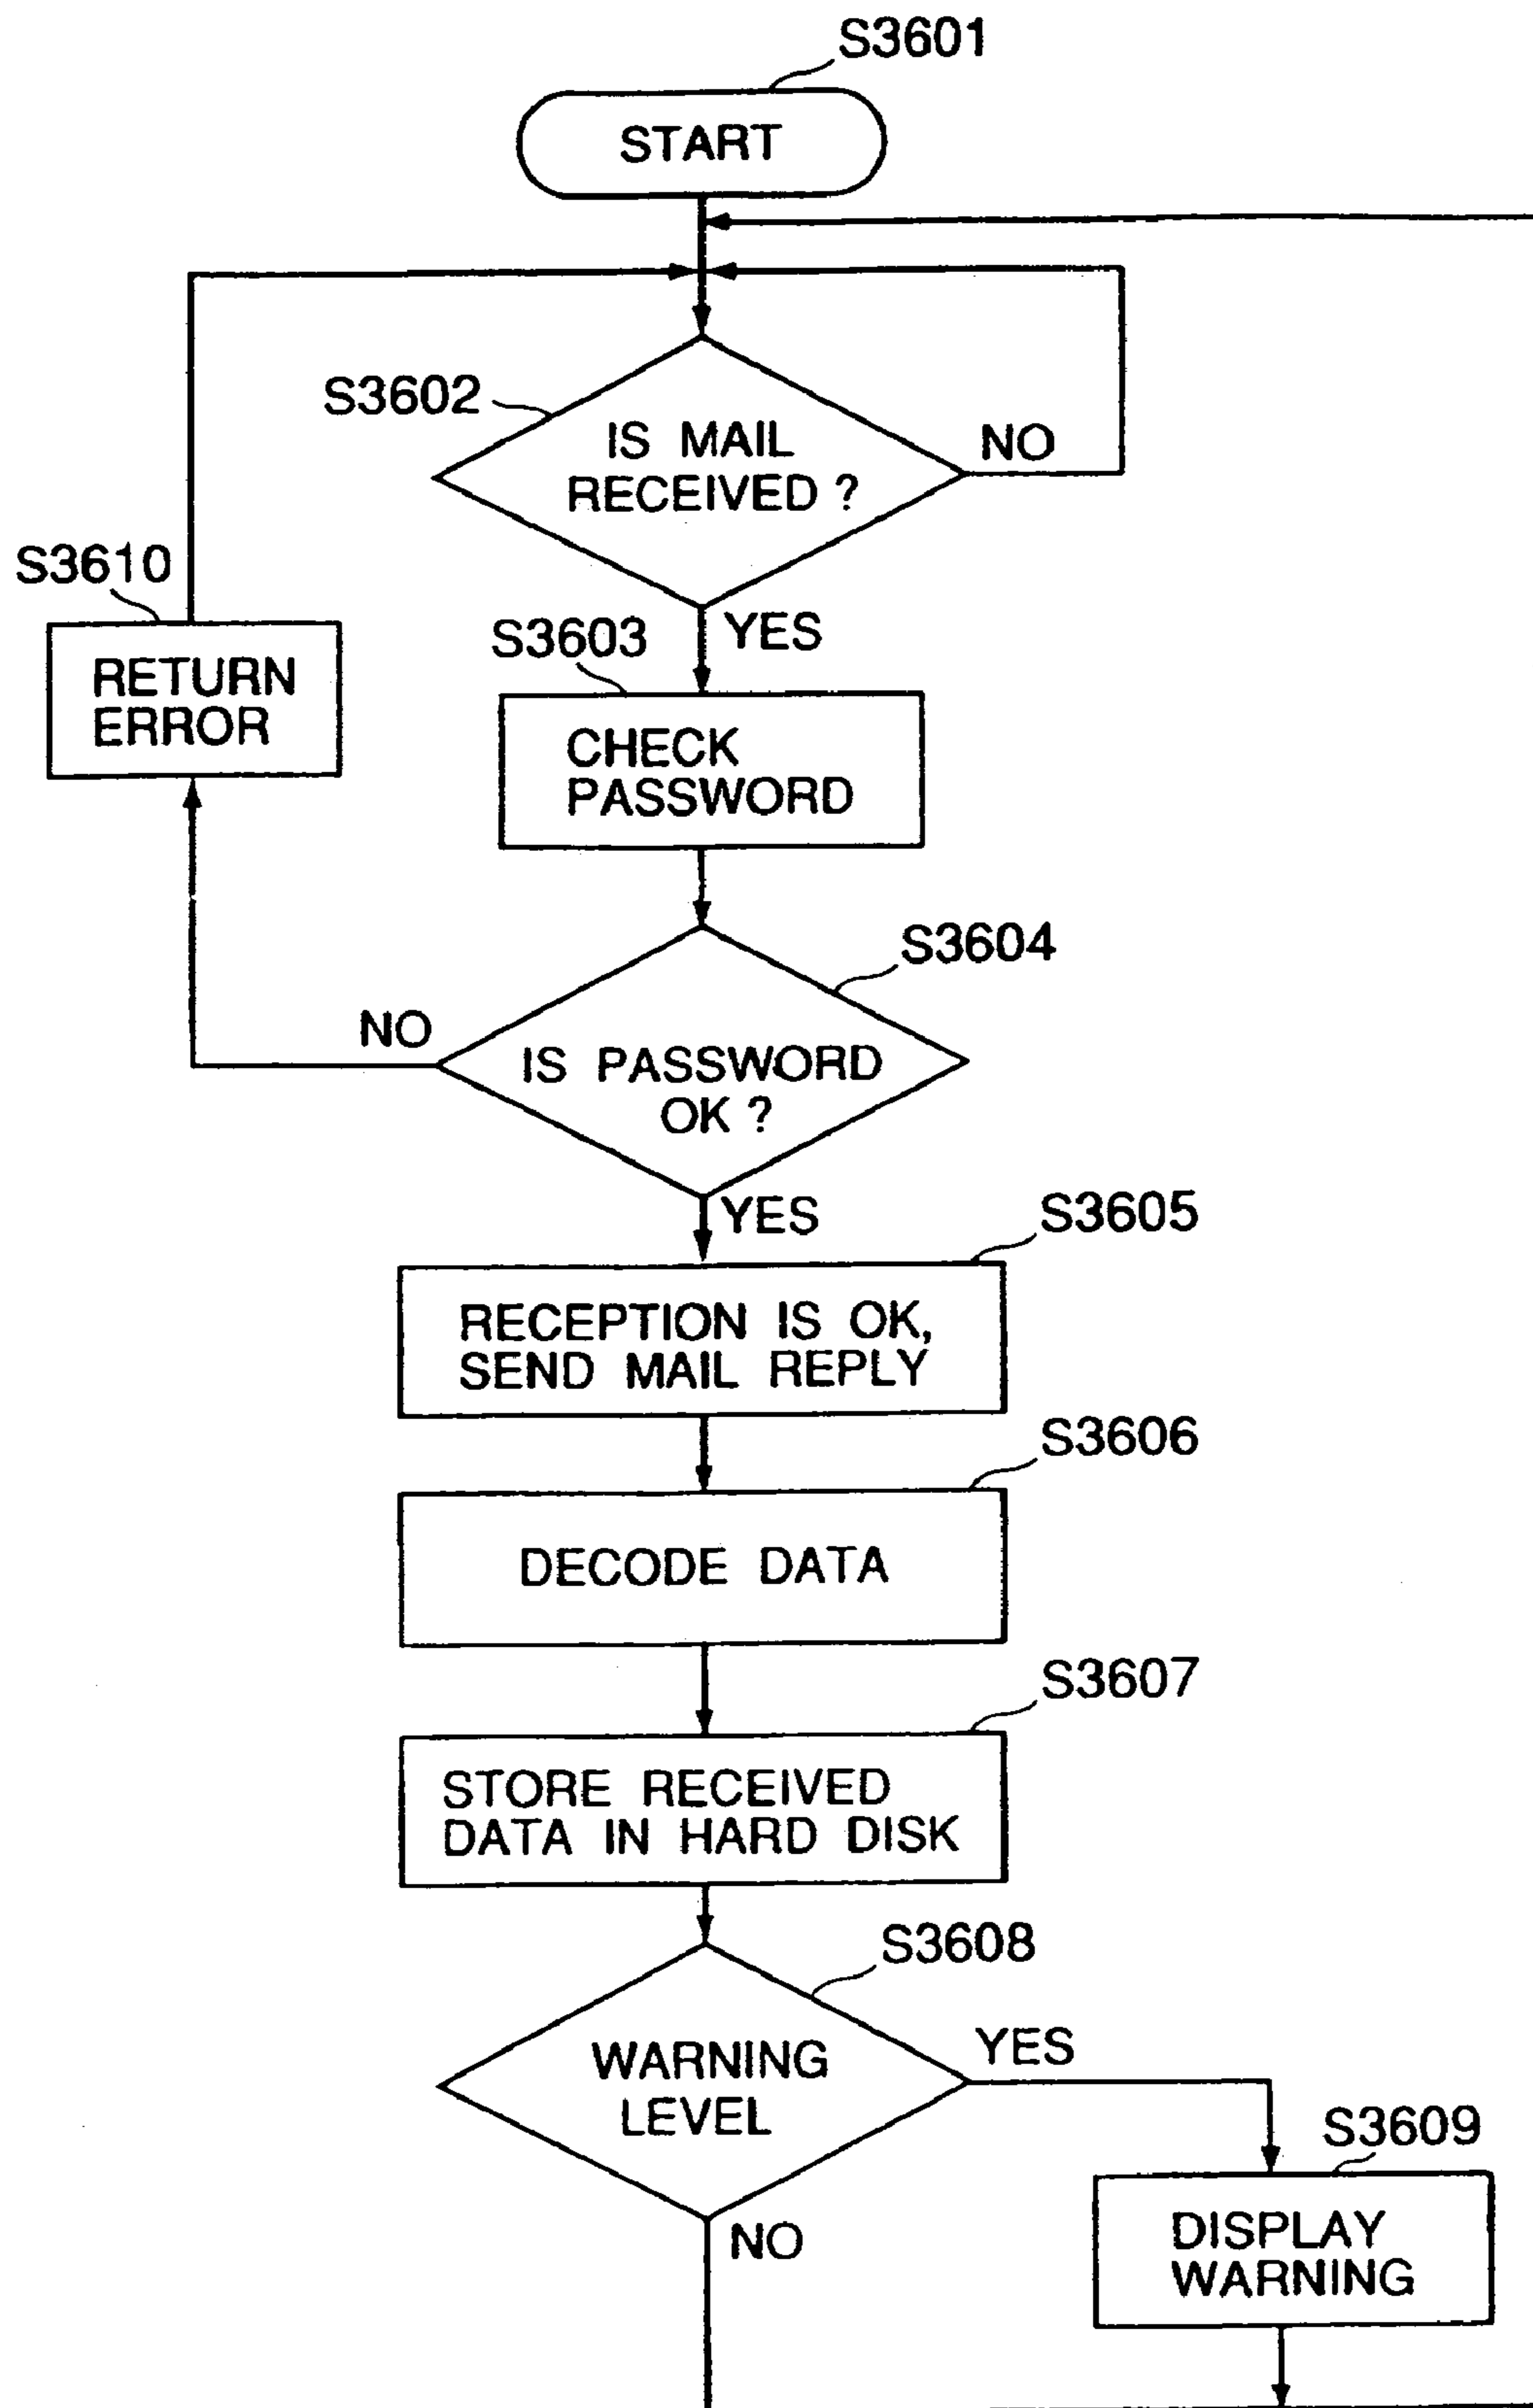 S3601
START
S3602
IS MAIL
RECEIVED ?
NO
S3610
RETURN
ERROR
YES
S3603
CHECK
PASSWORD
S3604
NO
IS PASSWORD
OK ?
YES
S3605
RECEPTION IS OK,
SEND MAIL REPLY
S3606
DECODE DATA
S3607
STORE RECEIVED
DATA IN HARD DISK
S3608
WARNING
LEVEL
YES
S3609
DISPLAY
WARNING
NO